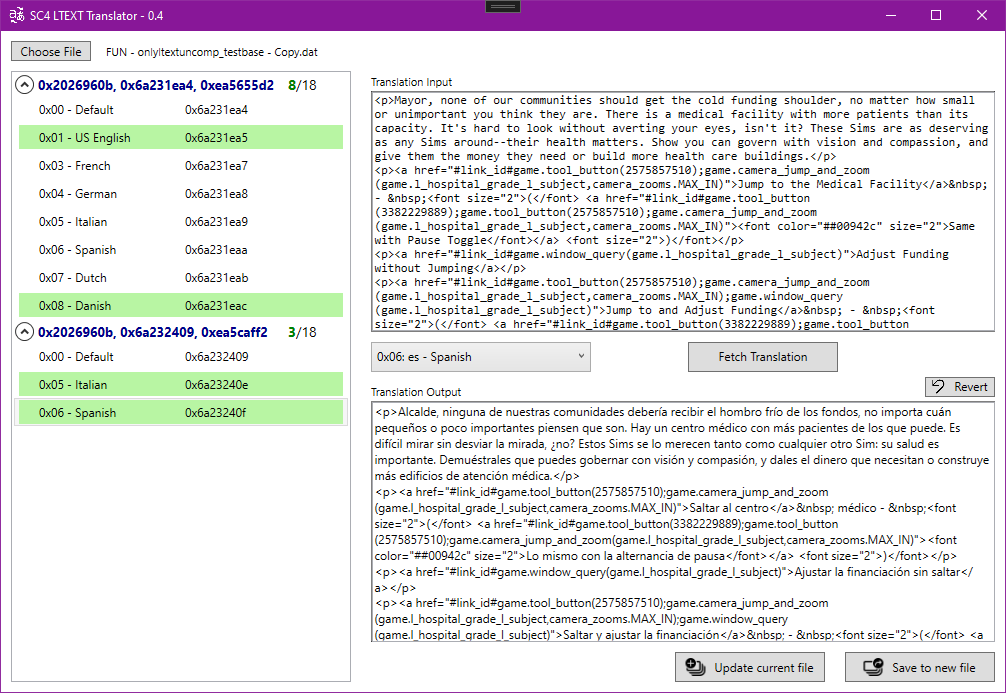 SC4 LTEXT Translator - 0.4
Choose File
FUN - onlyltextuncomp_testbase - Copy.dat
0x2026960b, 0x6a231ea4, 0xea5655d2 8/18
0x00 - Default 0x6a231ea4
0x01 - US English 0x6a231ea5
0x03 - French 0x6a231ea7
0x04 - German 0x6a231ea8
0x05 - Italian 0x6a231ea9
0x06 - Spanish 0x6a231eaa
0x07 - Dutch 0x6a231eab
0x08 - Danish 0x6a231eac
0x2026960b, 0x6a232409, 0xea5caff2 3/18
0x00 - Default 0x6a232409
0x05 - Italian 0x6a23240e
0x06 - Spanish 0x6a23240f
Translation Input
<p>Mayor, none of our communities should get the cold funding shoulder, no matter how small
or unimportant you think they are. There is a medical facility with more patients than its
capacity. It's hard to look without averting your eyes, isn't it? These Sims are as deserving
as any Sims around--their health matters. Show you can govern with vision and compassion, and
give them the money they need or build more health care buildings.</p>
<p><a href="#link_id#game.tool_button(2575857510);game.camera_jump_and_zoom
(game.l_hospital_grade_l_subject,camera_zooms.MAX_IN)">Jump to the Medical Facility</a>&nbsp;
- &nbsp;<font size="2">(</font> <a href="#link_id#game.tool_button
(3382229889);game.tool_button(2575857510);game.camera_jump_and_zoom
(game.l_hospital_grade_l_subject,camera_zooms.MAX_IN)"><font color="##00942c" size="2">Same
with Pause Toggle</font></a> <font size="2">)</font></p>
<p><a href="#link_id#game.window_query(game.l_hospital_grade_l_subject)">Adjust Funding
without Jumping</a></p>
<p><a href="#link_id#game.tool_button(2575857510);game.camera_jump_and_zoom
(game.l_hospital_grade_l_subject,camera_zooms.MAX_IN);game.window_query
(game.l_hospital_grade_l_subject)">Jump to and Adjust Funding</a>&nbsp; - &nbsp;<font
size="2">(</font> <a href="#link_id#game.tool_button(3382229889);game.tool_button
0x06: es - Spanish
Fetch Translation
Translation Output
Revert
<p>Alcalde, ninguna de nuestras comunidades debería recibir el hombro frío de los fondos, no importa cuán
pequeños o poco importantes piensen que son. Hay un centro médico con más pacientes de los que puede. Es
difícil mirar sin desviar la mirada, ¿no? Estos Sims se lo merecen tanto como cualquier otro Sim: su salud es
importante. Demuéstrales que puedes gobernar con visión y compasión, y dales el dinero que necesitan o construye
más edificios de atención médica.</p>
<p><a href="#link_id#game.tool_button(2575857510);game.camera_jump_and_zoom
(game.l_hospital_grade_l_subject,camera_zooms.MAX_IN)">Saltar al centro</a>&nbsp; médico - &nbsp;<font
size="2">(</font> <a href="#link_id#game.tool_button(3382229889);game.tool_button
(2575857510);game.camera_jump_and_zoom(game.l_hospital_grade_l_subject,camera_zooms.MAX_IN)"><font
color="##00942c" size="2">Lo mismo con la alternancia de pausa</font></a> <font size="2">)</font></p>
<p><a href="#link_id#game.window_query(game.l_hospital_grade_l_subject)">Ajustar la financiación sin saltar</
a></p>
<p><a href="#link_id#game.tool_button(2575857510);game.camera_jump_and_zoom
(game.l_hospital_grade_l_subject,camera_zooms.MAX_IN);game.window_query
(game.l_hospital_grade_l_subject)">Saltar y ajustar la financiación</a>&nbsp; - &nbsp;<font size="2">(</font> <a
Update current file
Save to new file